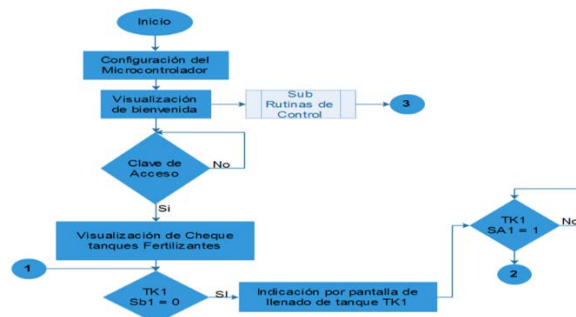 Inicio
Configuración del
Microcontrolador
Visualización
de bienvenida
Sub
Rutinas de
Control
3
Clave de
Acceso
No
Si
Visualización de Cheque
tanques Fertilizantes
1
TK1
Sb1 = 0
SI
Indicación por pantalla de
llenado de tanque TK1
TK1
SA1 = 1
No
2